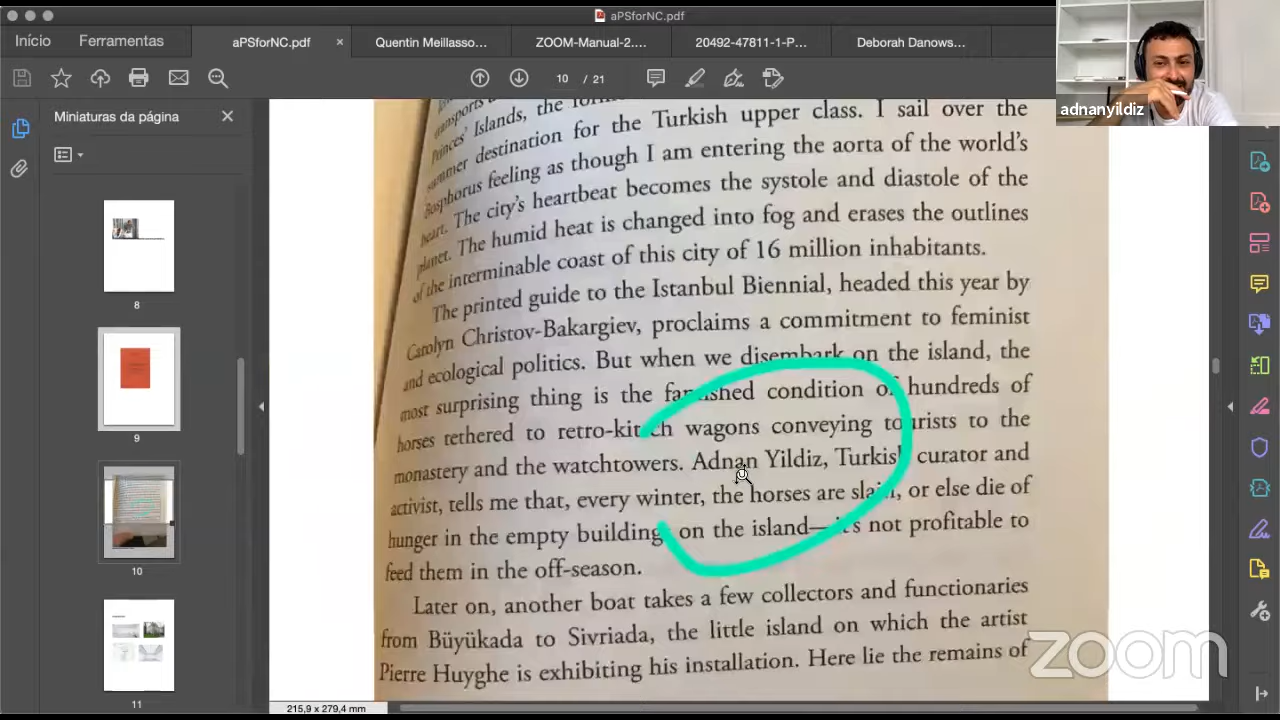 aPSforNC.pdf
Início
Ferramentas
aPSforNC.pdf
Quentin Meillasso...
ZOOM-Manual-2....
20492-47811-1-P...
Deborah Danows...
10 / 21
adnanyildiz
Miniaturas da página
8
9
10
11
transports
Princes' Islands, the
summer destination for the Turkish upper class. I sail over the
Bosphorus feeling as though I am entering the aorta of the world's
heart. The city's heartbeat becomes the systole and diastole of the
planet. The humid heat is changed into fog and erases the outlines
of the interminable coast of this city of 16 million inhabitants.
The printed guide to the Istanbul Biennial, headed this year by
Carolyn Christov-Bakargiev, proclaims a commitment to feminist
and ecological politics. But when we disembark on the island, the
most surprising thing is the famished condition of hundreds of
horses tethered to retro-kitsch wagons conveying tourists to the
monastery and the watchtowers. Adnan Yildiz, Turkish curator and
activist, tells me that, every winter, the horses are slain, or else die of
hunger in the empty buildings on the island—it's not profitable to
feed them in the off-season.
Later on, another boat takes a few collectors and functionaries
from Büyükada to Sivriada, the little island on which the artist
Pierre Huyghe is exhibiting his installation. Here lie the remains of
215,9 x 279,4 mm
zoom